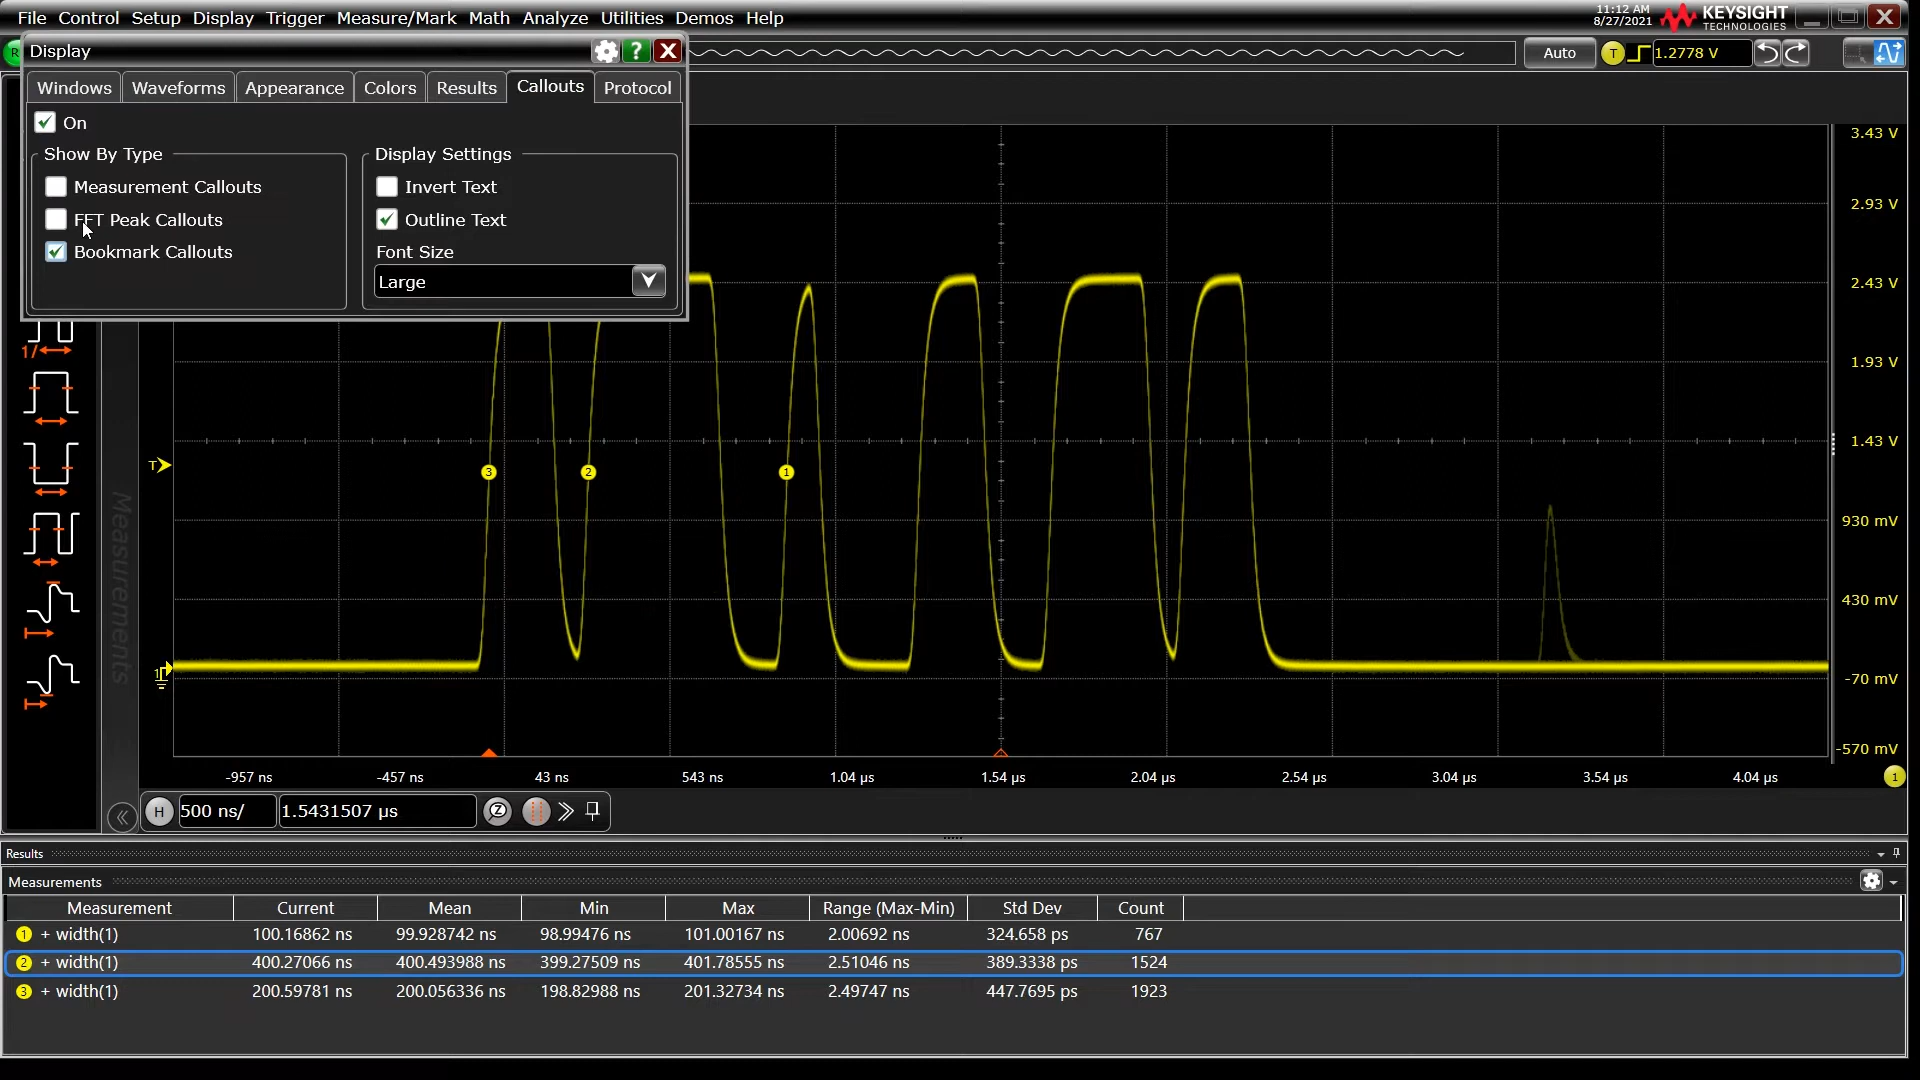 File Control Setup Display Trigger Measure/Mark Math Analyze Utilities Demos Help
11:12 AM
8/27/2021
KEYSIGHT
TECHNOLOGIES
Display
?
Auto
T
1.2778 V
Windows Waveforms Appearance Colors Results Callouts Protocol
On
Show By Type
Measurement Callouts
FFT Peak Callouts
Bookmark Callouts
Display Settings
Invert Text
Outline Text
Font Size
Large
1/
Measurements
T
3 2 1
3.43 V
2.93 V
2.43 V
1.93 V
1.43 V
930 mV
430 mV
-70 mV
-570 mV
1
-957 ns -457 ns 43 ns 543 ns 1.04 µs 1.54 µs 2.04 µs 2.54 µs 3.04 µs 3.54 µs 4.04 µs
1
H 500 ns/ 1.5431507 µs Z
Results
Measurements
Measurement Current Mean Min Max Range (Max-Min) Std Dev Count
1 + width(1) 100.16862 ns 99.928742 ns 98.99476 ns 101.00167 ns 2.00692 ns 324.658 ps 767
2 + width(1) 400.27066 ns 400.493988 ns 399.27509 ns 401.78555 ns 2.51046 ns 389.3338 ps 1524
3 + width(1) 200.59781 ns 200.056336 ns 198.82988 ns 201.32734 ns 2.49747 ns 447.7695 ps 1923